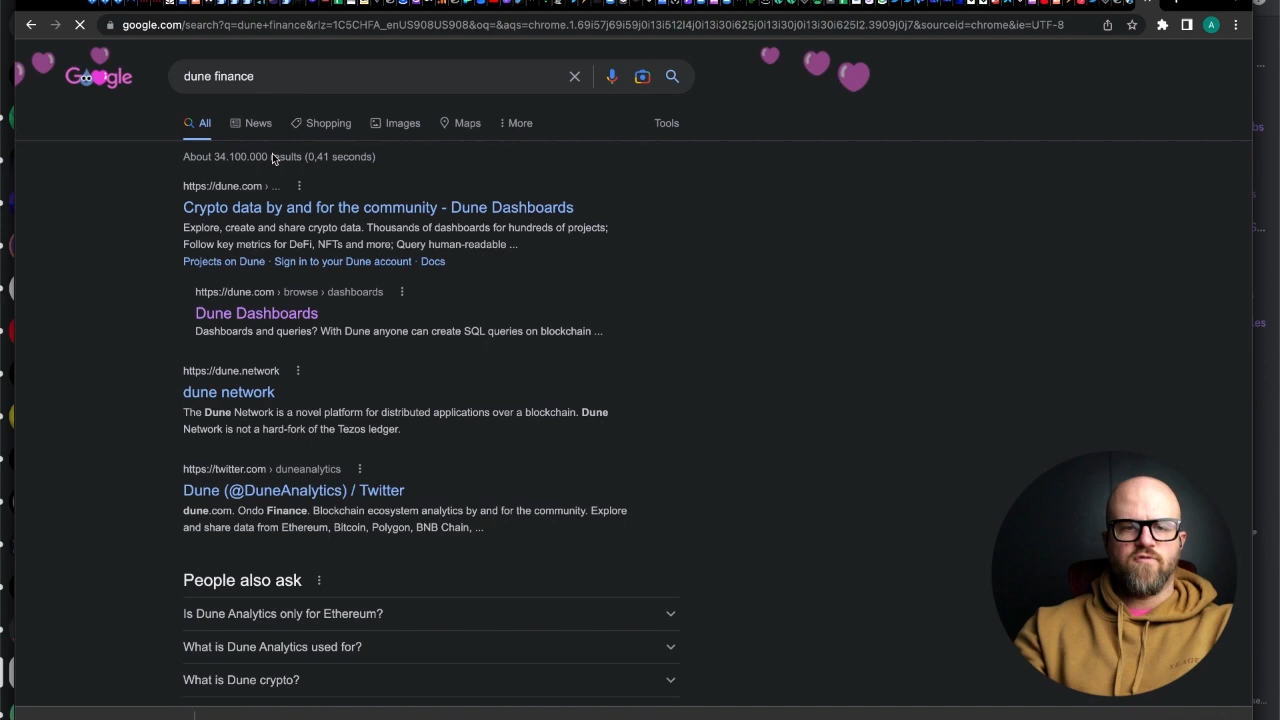 google.com/search?q=dune+finance&rlz=1C5CHFA_enUS908US908&oq=&aqs=chrome.1.69i57j69i59j0i13i512l4j0i13i30i625j0i13i30i625l2.3909j0j7&sourceid=chrome&ie=UTF-8
A
Google
dune finance
All
News
Shopping
Images
Maps
More
Tools
About 34.100.000 results (0,41 seconds)
https://dune.com › ...
Crypto data by and for the community - Dune Dashboards
Explore, create and share crypto data. Thousands of dashboards for hundreds of projects;
Follow key metrics for DeFi, NFTs and more; Query human-readable ...
Projects on Dune · Sign in to your Dune account · Docs
https://dune.com › browse › dashboards
Dune Dashboards
Dashboards and queries? With Dune anyone can create SQL queries on blockchain ...
https://dune.network
dune network
The Dune Network is a novel platform for distributed applications over a blockchain. Dune
Network is not a hard-fork of the Tezos ledger.
https://twitter.com › duneanalytics
Dune (@DuneAnalytics) / Twitter
dune.com. Ondo Finance. Blockchain ecosystem analytics by and for the community. Explore
and share data from Ethereum, Bitcoin, Polygon, BNB Chain, ...
People also ask
Is Dune Analytics only for Ethereum?
What is Dune Analytics used for?
What is Dune crypto?